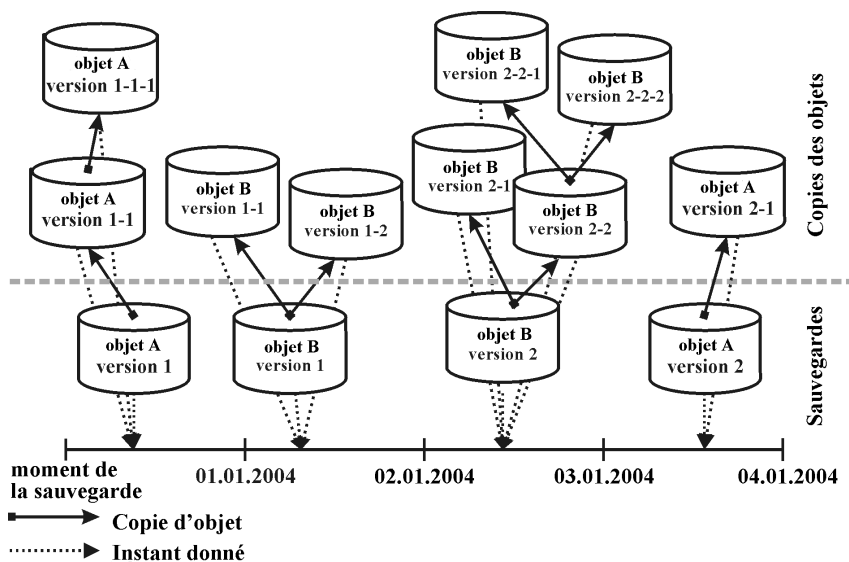 objet A
version 1-1-1
objet B
version 2-2-1
objet B
version 2-2-2
objet A
version 1-1
objet B
version 1-1
objet B
version 1-2
objet B
version 2-1
objet B
version 2-2
objet A
version 2-1
Copies des objets
objet A
version 1
objet B
version 1
objet B
version 2
objet A
version 2
Sauvegardes
moment de
la sauvegarde
01.01.2004
02.01.2004
03.01.2004
04.01.2004
Copie d'objet
Instant donné